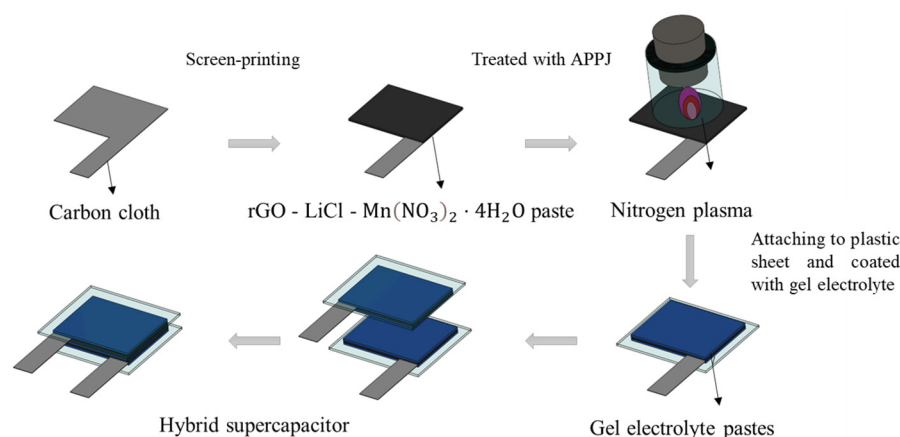 Screen-printing
Treated with APPJ
Carbon cloth
rGO - LiCl - Mn(NO₃)₂ · 4H₂O paste
Nitrogen plasma
Attaching to plastic
sheet and coated
with gel electrolyte
Hybrid supercapacitor
Gel electrolyte pastes